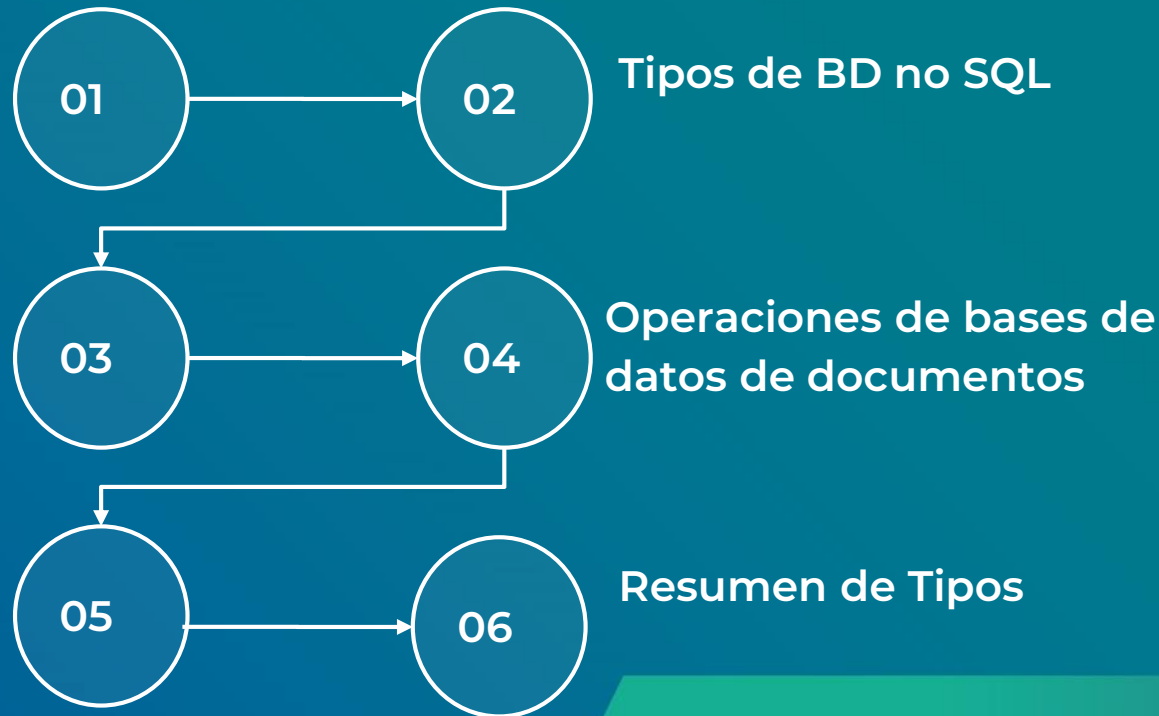 01
02
Tipos de BD no SQL
03
04
Operaciones de bases de
datos de documentos
05
06
Resumen de Tipos